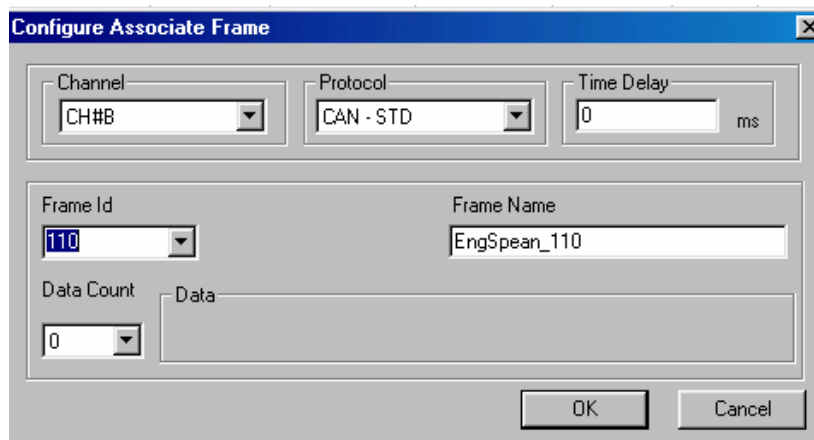 Configure Associate Frame
Channel
CH#B
Protocol
CAN - STD
Time Delay
0
ms
Frame Id
110
Frame Name
EngSpean_110
Data Count
0
Data
OK
Cancel